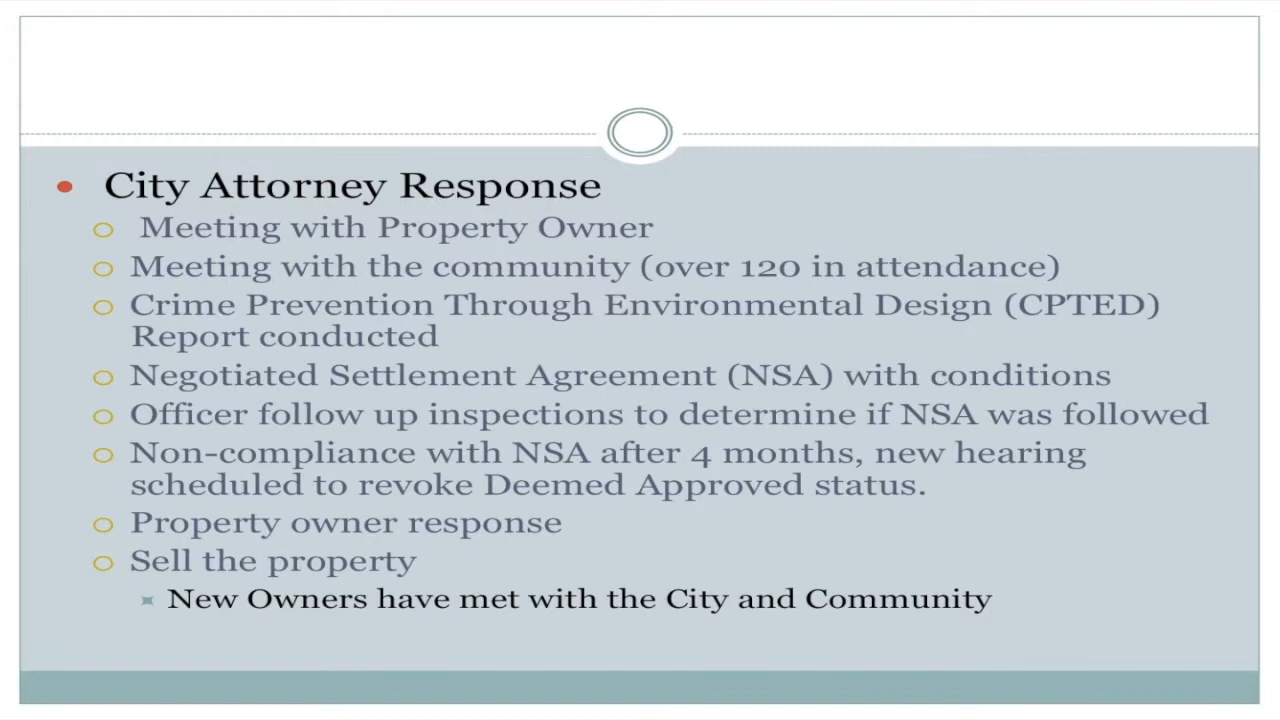 City Attorney Response
Meeting with Property Owner
Meeting with the community (over 120 in attendance)
Crime Prevention Through Environmental Design (CPTED)
Report conducted
Negotiated Settlement Agreement (NSA) with conditions
Officer follow up inspections to determine if NSA was followed
Non-compliance with NSA after 4 months, new hearing
scheduled to revoke Deemed Approved status.
Property owner response
Sell the property
New Owners have met with the City and Community